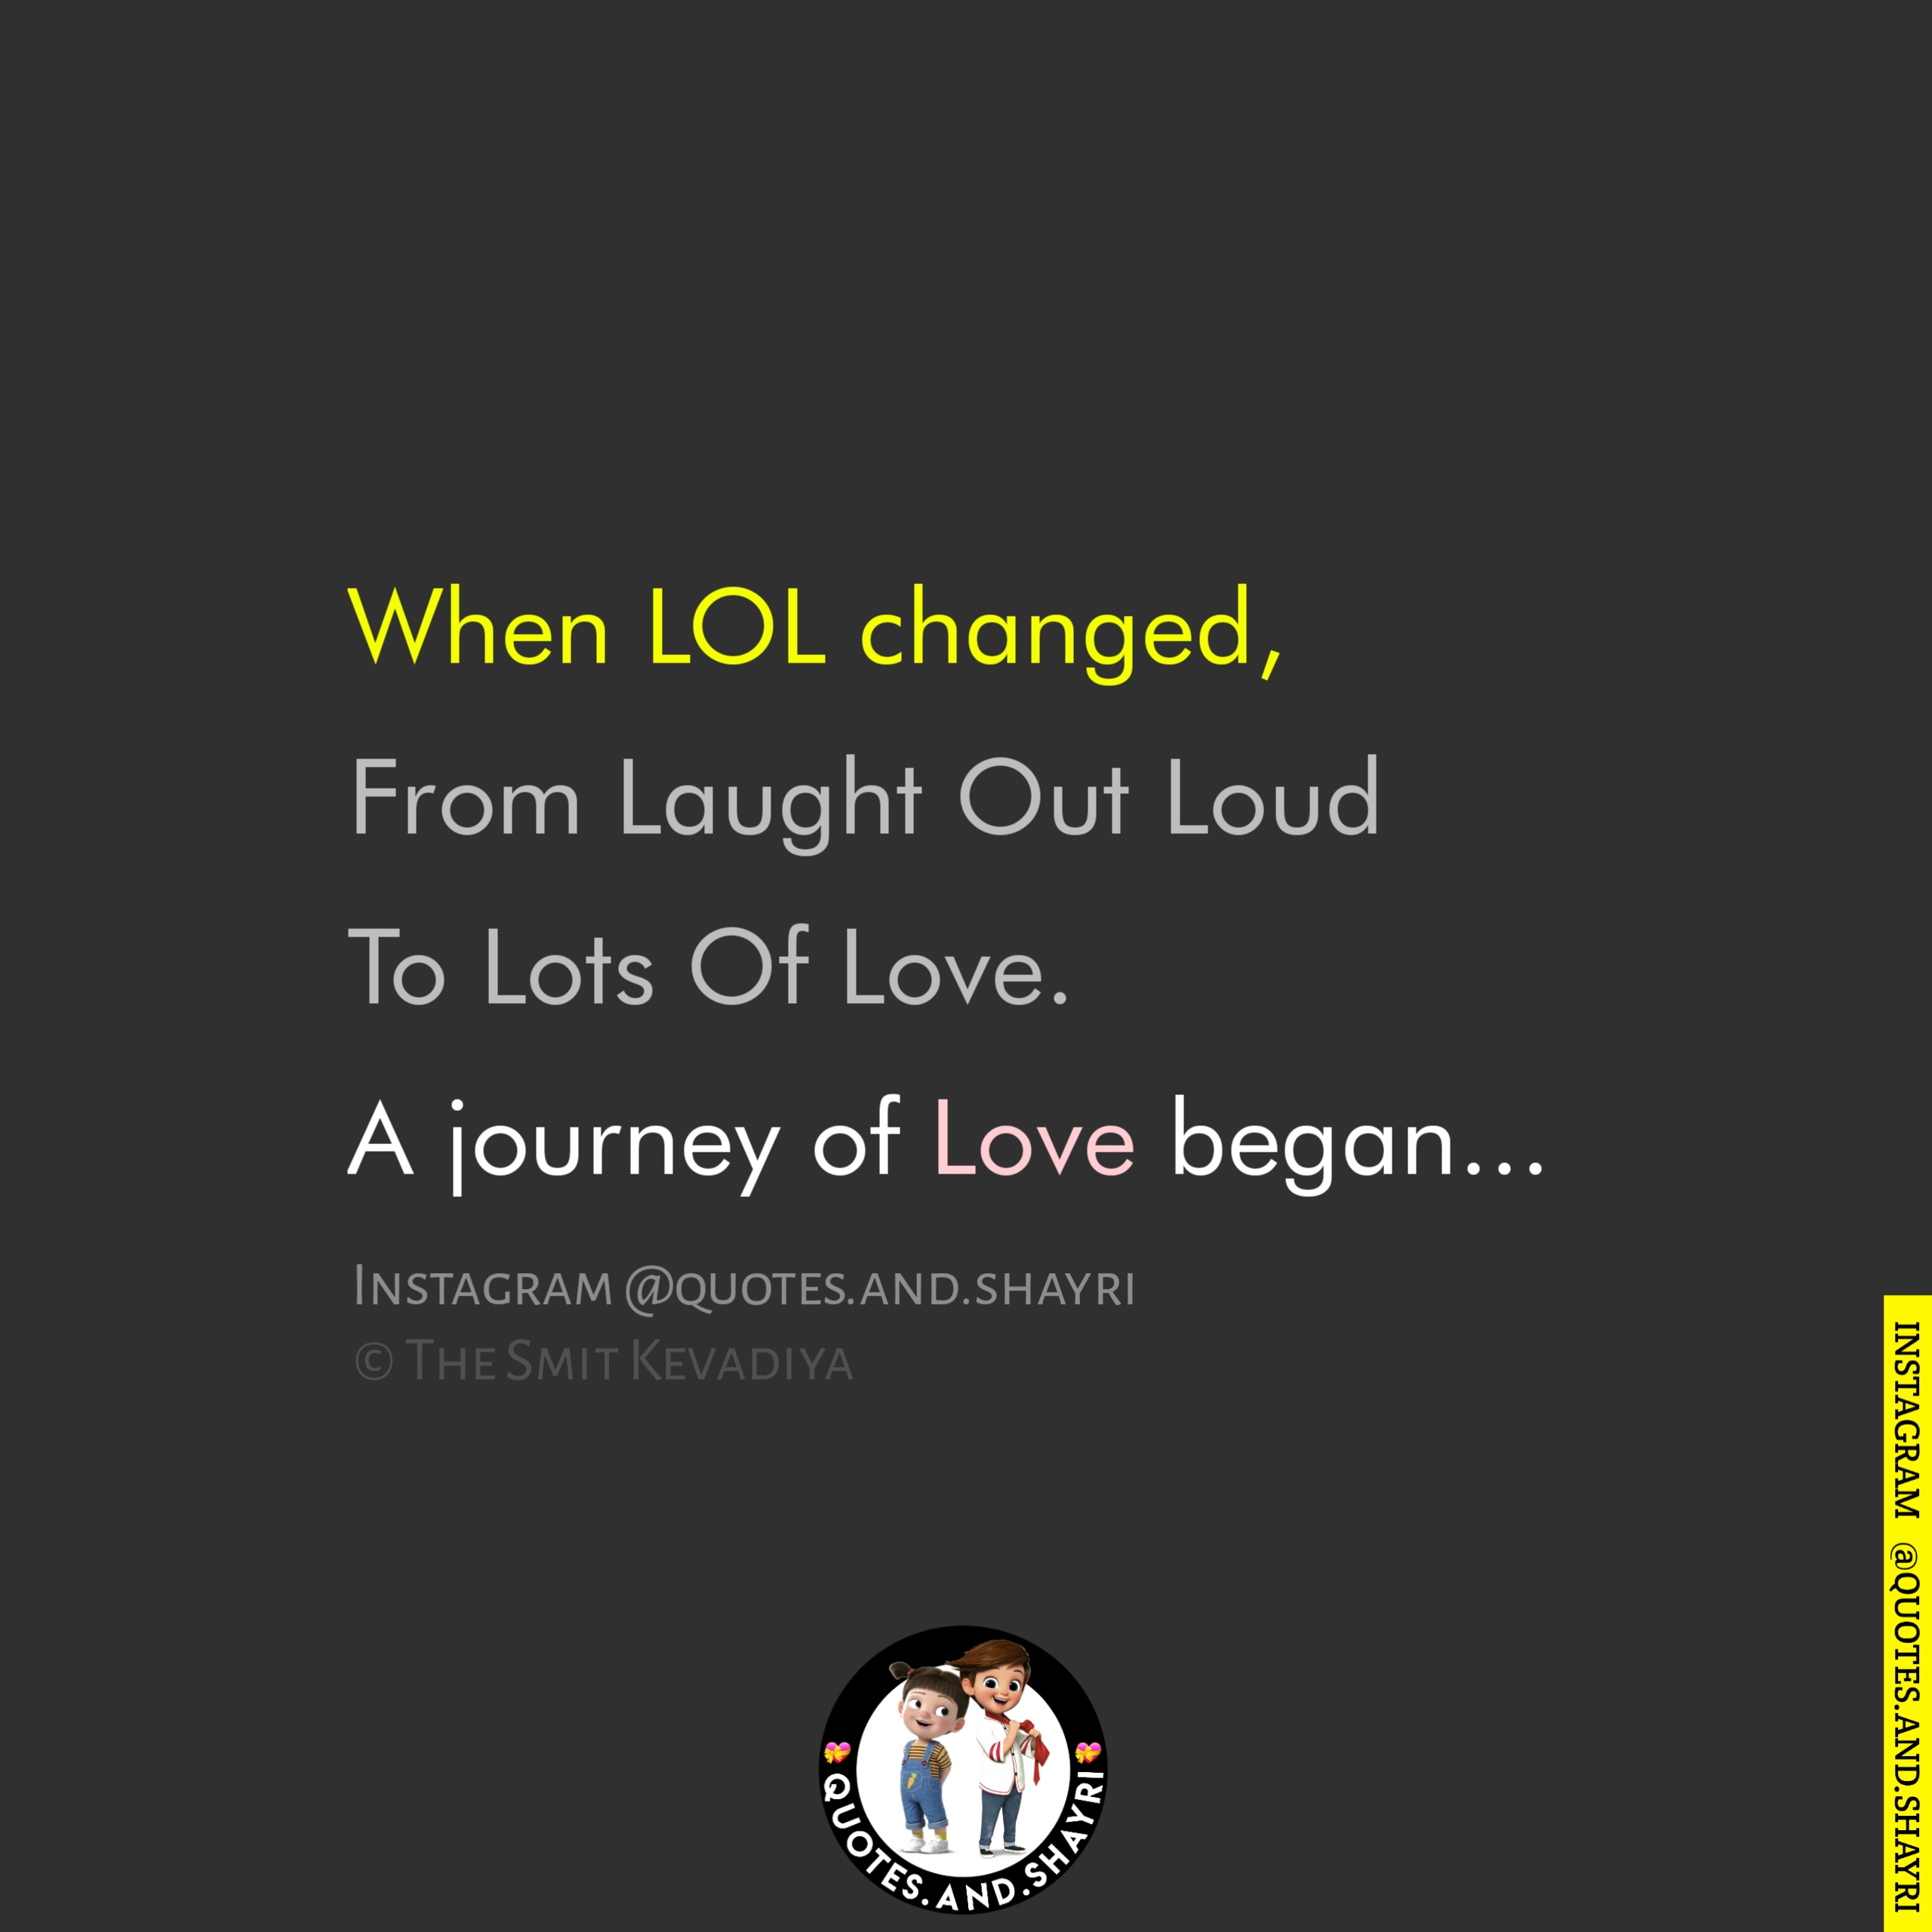 When LOL changed,
From Laught Out Loud
To Lots Of Love.
A journey of Love began...
Instagram @quotes.and.shayri
© The Smit Kevadiya
INSTAGRAM @QUOTES.AND.SHAYRI
QUOTES.AND.SHAYRI